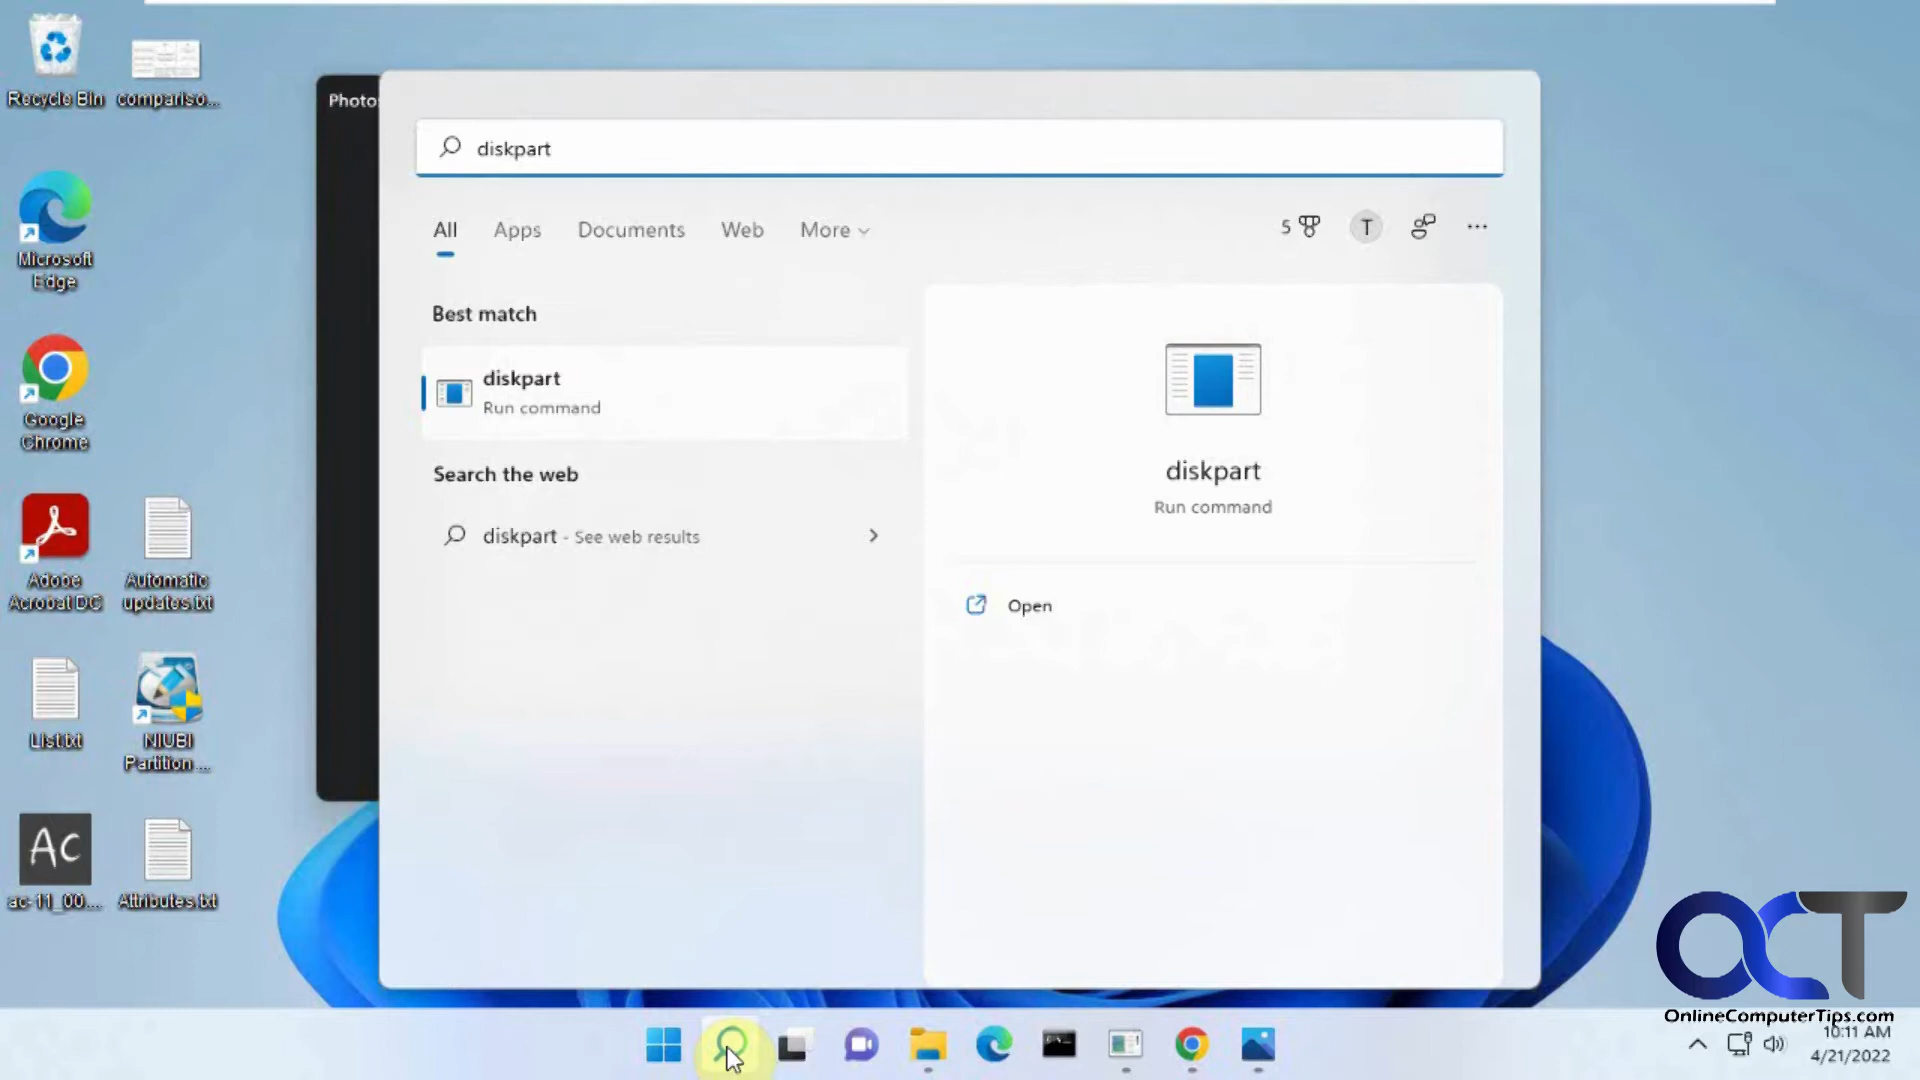 Recycle Bin
compariso...
Microsoft
Edge
Google
Chrome
Adobe
Acrobat DC
Automatic
updates.txt
List.txt
NIUBI
Partition ...
Ac
ac-11_00....
Attributes.txt
Photo
diskpart
All
Apps
Documents
Web
More
5
T
Best match
diskpart
Run command
Search the web
diskpart - See web results
diskpart
Run command
Open
OCT
OnlineComputerTips.com
10:11 AM
4/21/2022